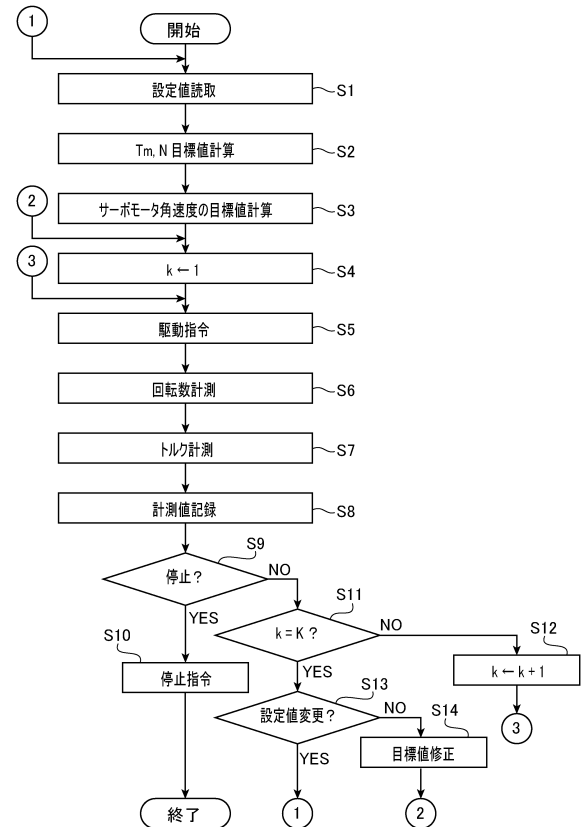 1
開始
設定値読取
S1
Tm, N 目標値計算
S2
サーボモータ角速度の目標値計算
S3
2
k ← 1
S4
3
駆動指令
S5
回転数計測
S6
トルク計測
S7
計測値記録
S8
停止？
S9
NO
YES
S10
停止指令
k = K ?
S11
NO
YES
S12
k ← k + 1
3
設定値変更？
S13
NO
YES
S14
目標値修正
終了
1
2